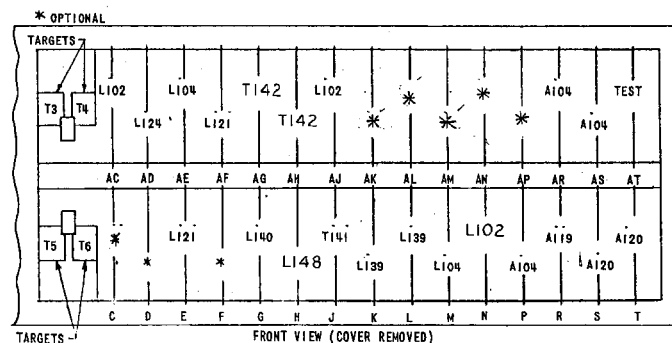 * OPTIONAL
TARGETS
L102 L104 T142 L102 * * A104 TEST
T3 T4 L124 L121 T142 * * * A104
AC AD AE AF AG AH AJ AK AL AM AN AP AR AS AT
T5 T6 * L121 L140 T141 L139 L102 A119 A120
* * L148 L139 L104 A104 A120
C D E F G H J K L M N P R S T
TARGETS
FRONT VIEW (COVER REMOVED)